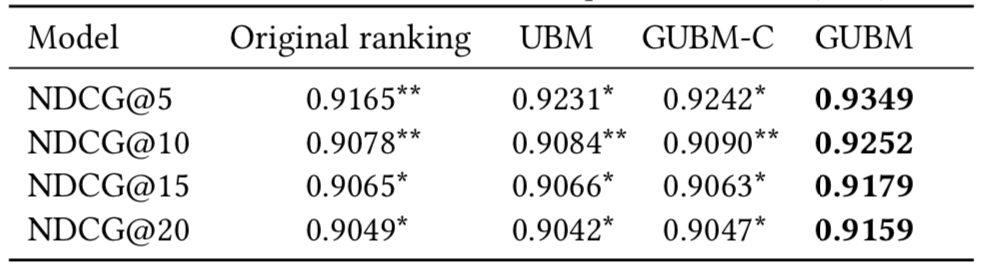 Model Original ranking UBM GUBM-C GUBM
NDCG@5 0.9165** 0.9231* 0.9242* 0.9349
NDCG@10 0.9078** 0.9084** 0.9090** 0.9252
NDCG@15 0.9065* 0.9066* 0.9063* 0.9179
NDCG@20 0.9049* 0.9042* 0.9047* 0.9159